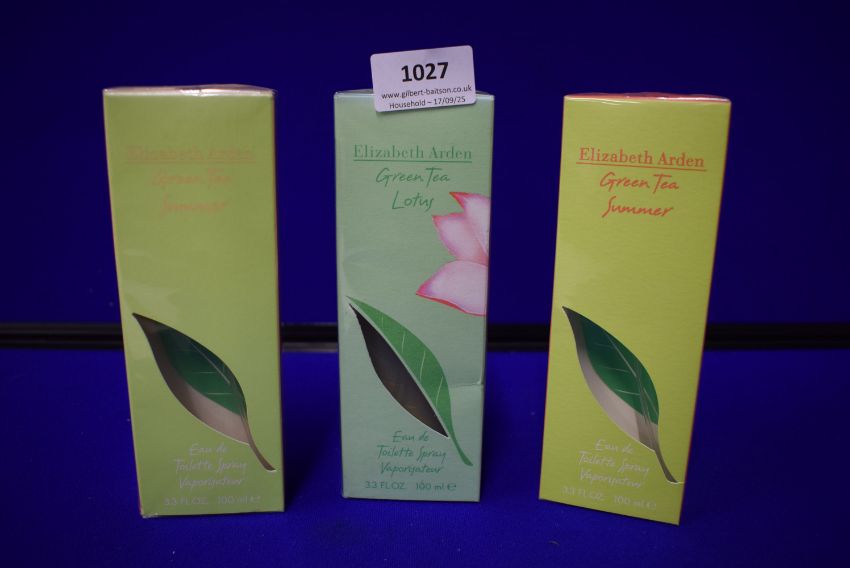 Elizabeth Arden
Green Tea
Summer
Eau de
Toilette Spray
Vaporisateur
3.3 FL.OZ. 100 ml e
1027
www.gilbert-baitson.co.uk
Household ~ 17/09/25
Elizabeth Arden
Green Tea
Lotus
Eau de
Toilette Spray
Vaporisateur
3.3 FL.OZ. 100 ml e
Elizabeth Arden
Green Tea
Summer
Eau de
Toilette Spray
Vaporisateur
3.3 FL.OZ. 100 ml e